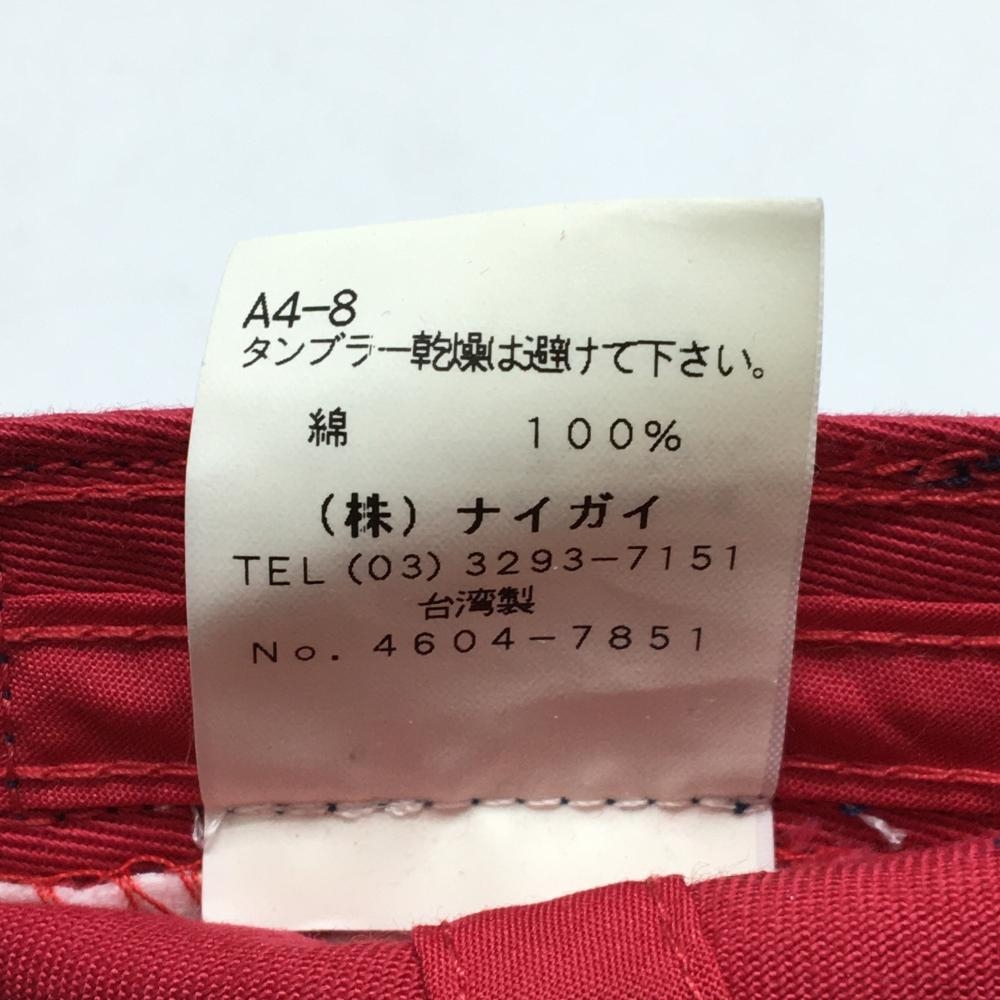 A4-8
タンブラー乾燥は避けて下さい。
綿 100%
(株)ナイガイ
TEL(03)3293-7151
台湾製
No.4604-7851